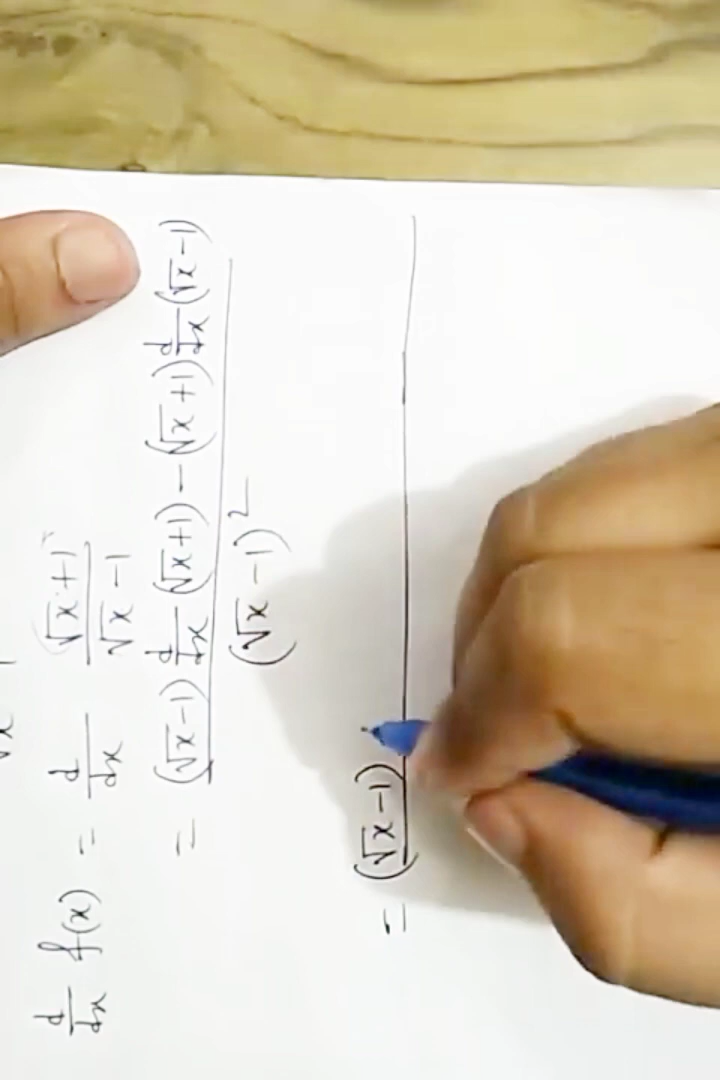 d/dx f(x) = d/dx (√x+1)/(√x-1)
= ((√x-1) d/dx (√x+1) - (√x+1) d/dx (√x-1))/(√x-1)²
= (√x-1)